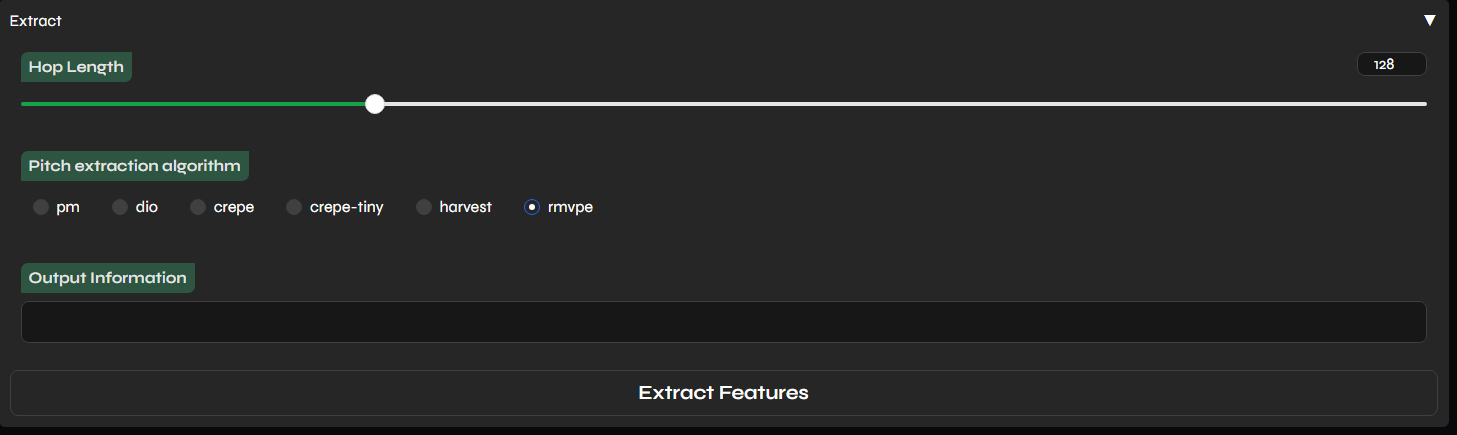 Extract
Hop Length
128
Pitch extraction algorithm
pm dio crepe crepe-tiny harvest rmvpe
Output Information
Extract Features